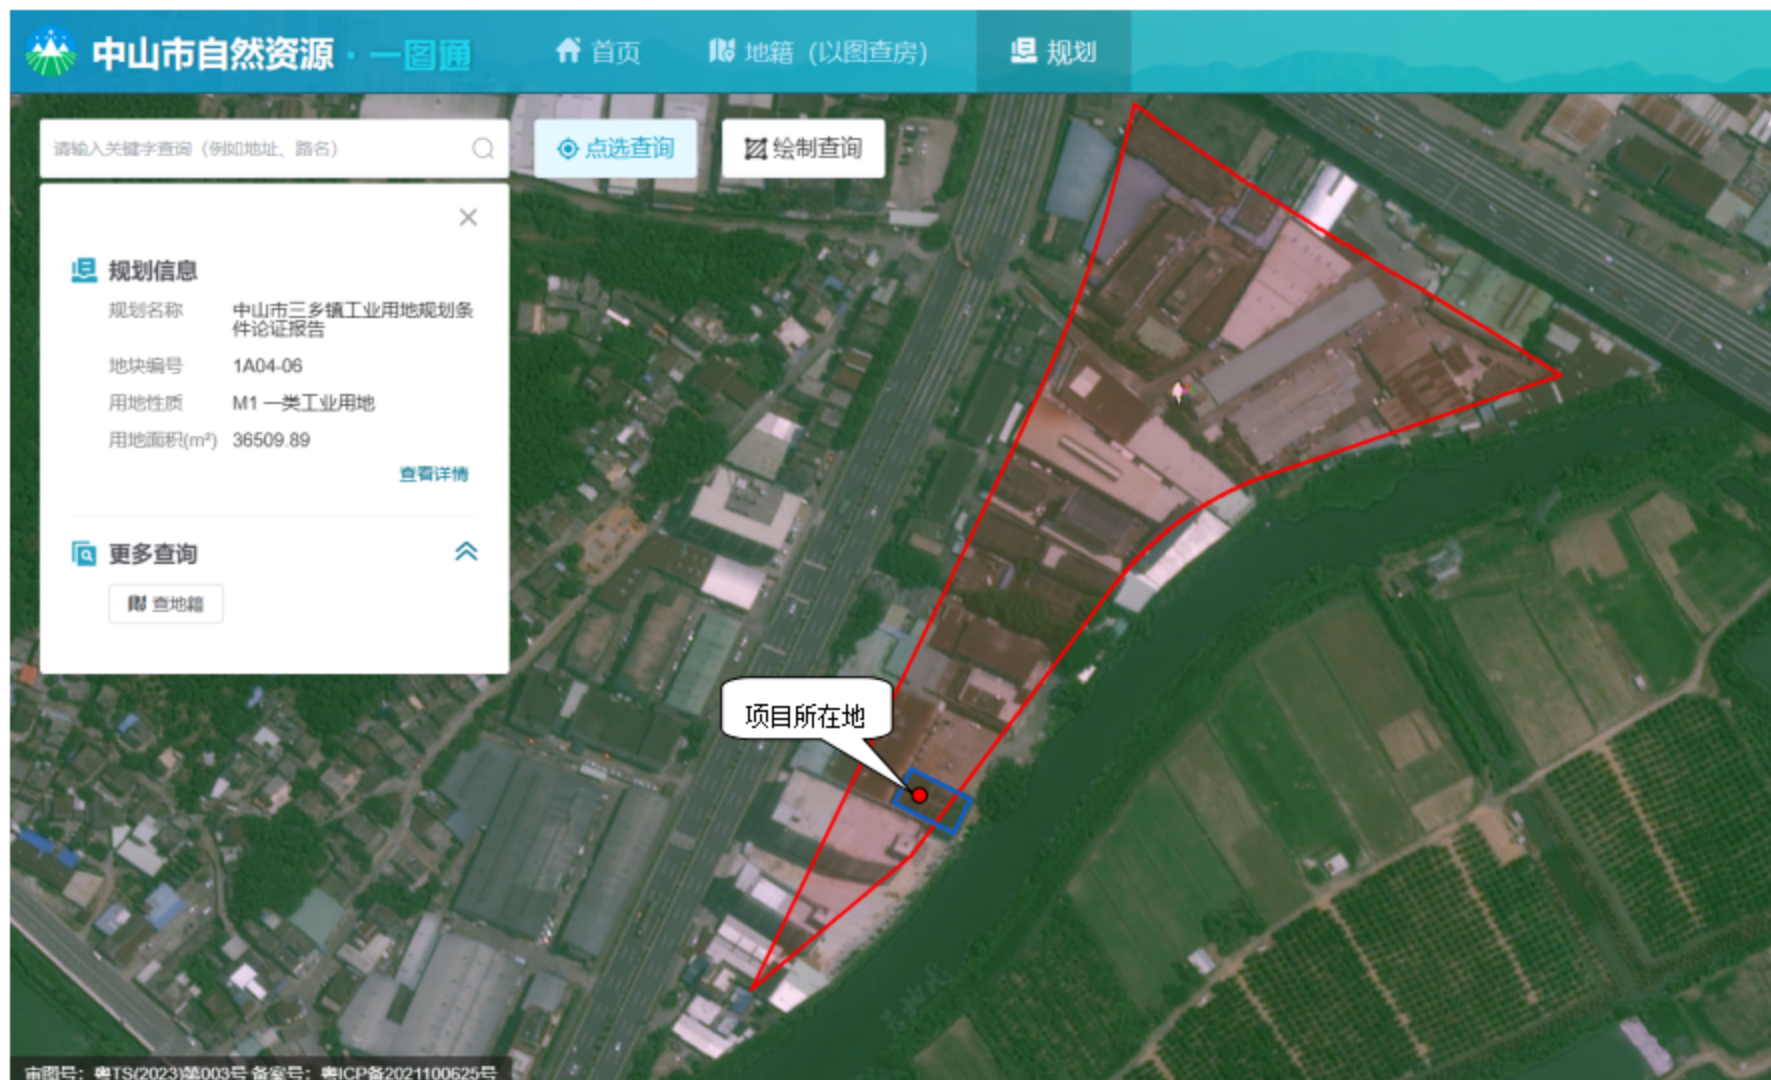 中山市自然资源·一图通
首页
地籍（以图查房）
规划
请输入关键字查询（例如地址、路名）
点选查询
绘制查询
规划信息
规划名称 中山市三乡镇工业用地规划条
件论证报告
地块编号 1A04-06
用地性质 M1 一类工业用地
用地面积(m²) 36509.89
查看详情
更多查询
查地籍
项目所在地
审图号：粤TS(2023)第003号 备案号：粤ICP备2021100625号